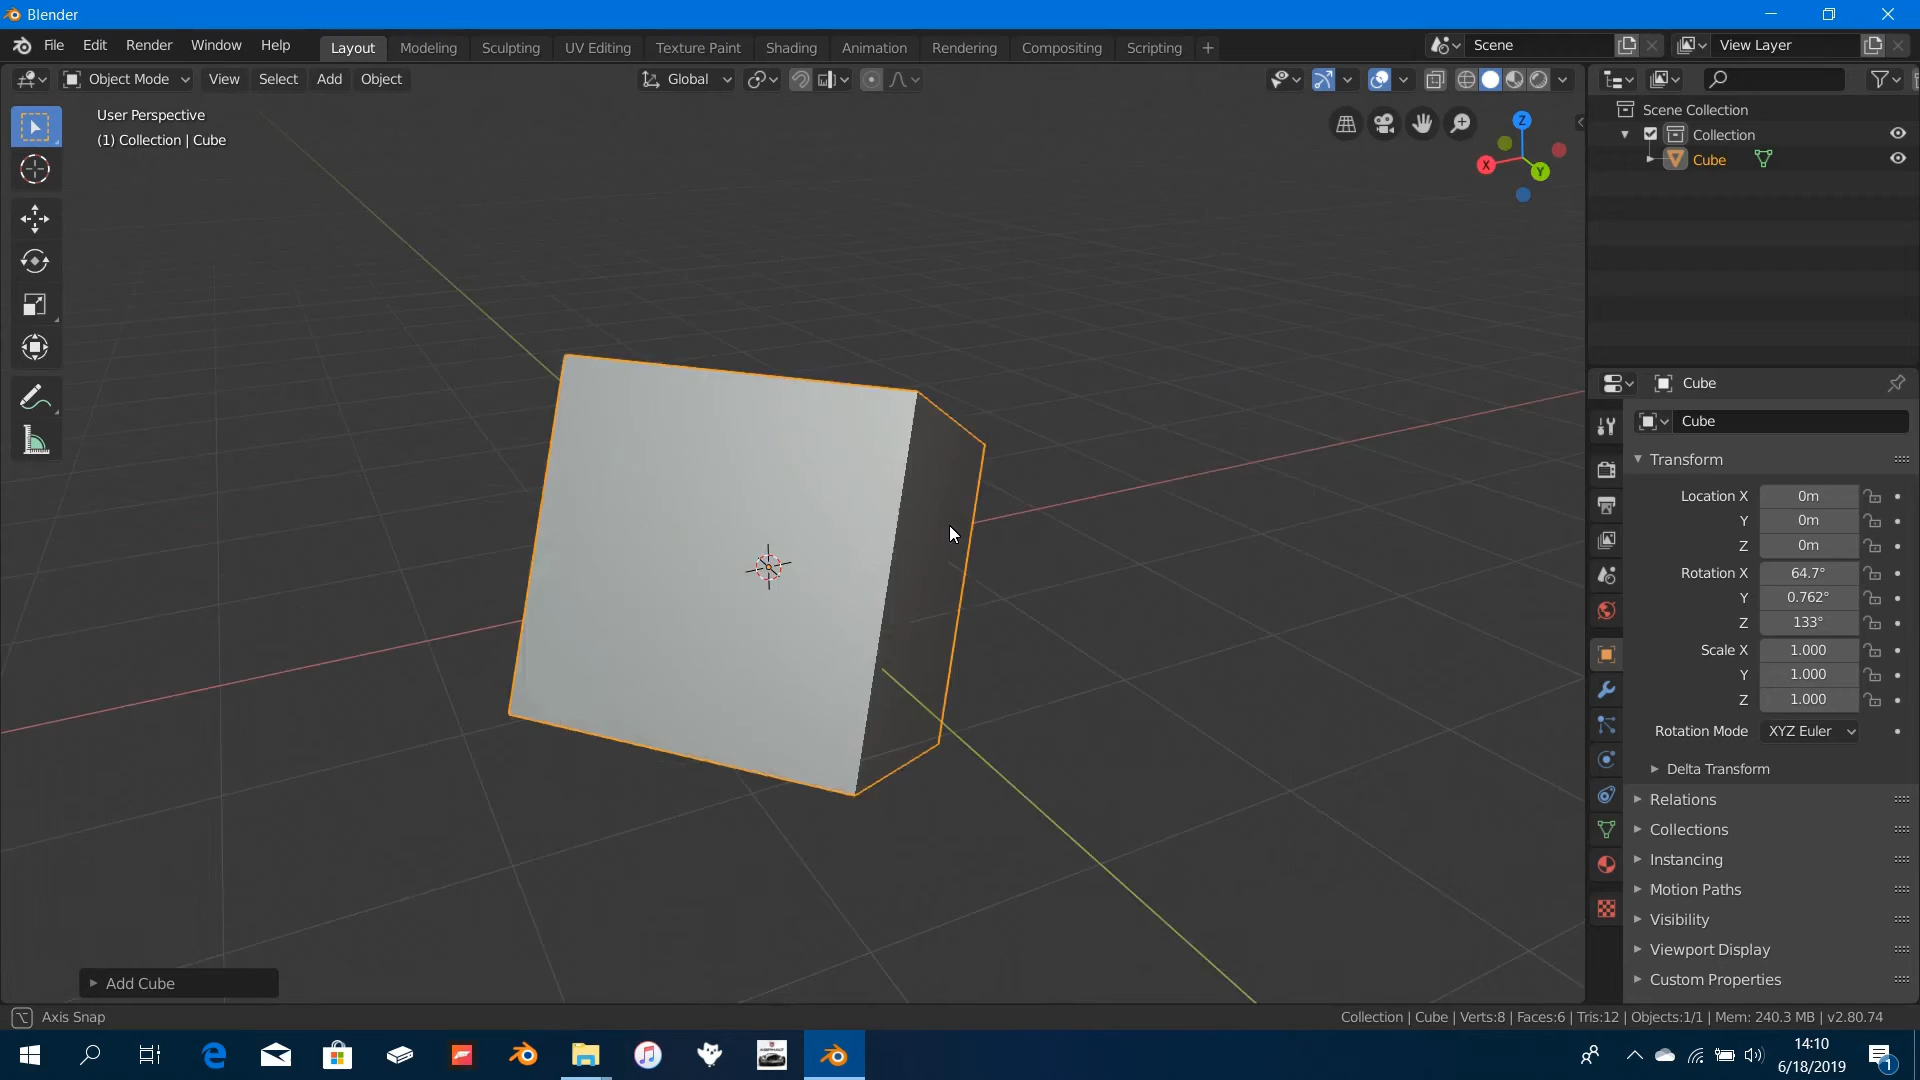 Blender
File Edit Render Window Help Layout Modeling Sculpting UV Editing Texture Paint Shading Animation Rendering Compositing Scripting + Scene View Layer
Object Mode View Select Add Object Global
User Perspective
(1) Collection | Cube
Z
X
Y
Scene Collection
Collection
Cube
Cube
Cube
Transform
Location X 0m
Y 0m
Z 0m
Rotation X 64.7°
Y 0.762°
Z 133°
Scale X 1.000
Y 1.000
Z 1.000
Rotation Mode XYZ Euler
Delta Transform
Relations
Collections
Instancing
Motion Paths
Visibility
Viewport Display
Custom Properties
Add Cube
Axis Snap
Collection | Cube | Verts:8 | Faces:6 | Tris:12 | Objects:1/1 | Mem: 240.3 MB | v2.80.74
14:10
6/18/2019
1